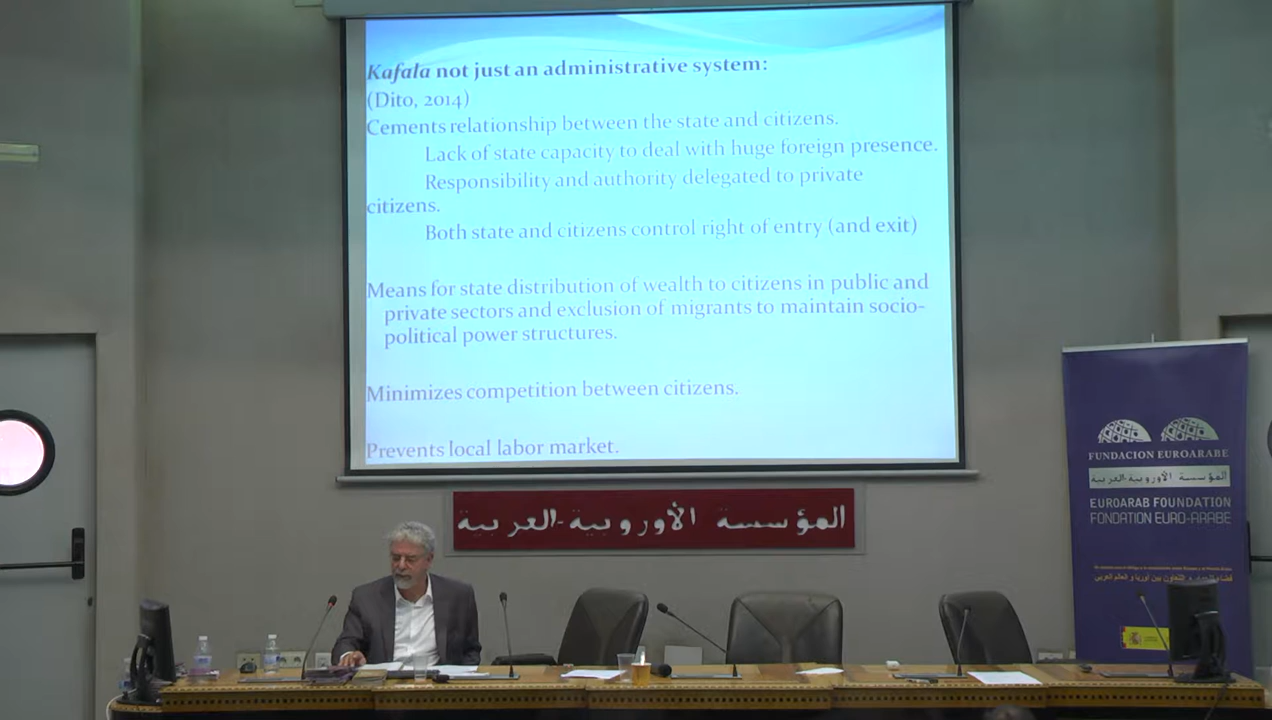 Kafala not just an administrative system:
(Dito, 2014)
Cements relationship between the state and citizens.
Lack of state capacity to deal with huge foreign presence.
Responsibility and authority delegated to private
citizens.
Both state and citizens control right of entry (and exit)
Means for state distribution of wealth to citizens in public and
private sectors and exclusion of migrants to maintain socio-
political power structures.
Minimizes competition between citizens.
Prevents local labor market.
المؤسسة الأوروبية-العربية
FUNDACION EUROARABE
المؤسسة الأوروبية-العربية
EUROARAB FOUNDATION
FONDATION EURO-ARABE